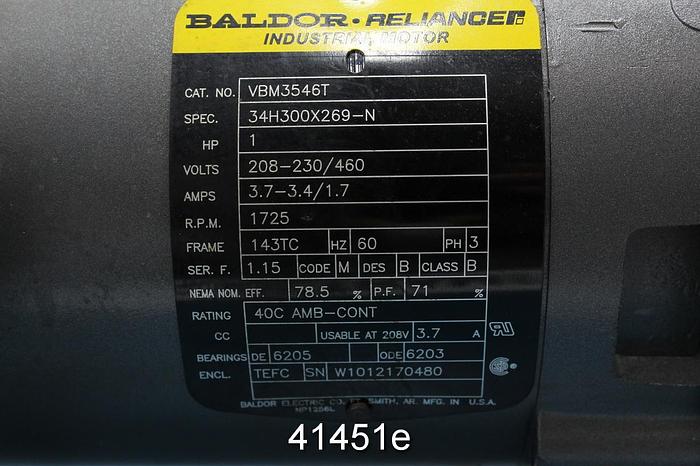 BALDOR • RELIANCER
INDUSTRIAL MOTOR
CAT. NO. VBM3546T
SPEC. 34H300X269-N
HP 1
VOLTS 208-230/460
AMPS 3.7-3.4/1.7
R.P.M. 1725
FRAME 143TC HZ 60 PH 3
SER. F. 1.15 CODE M DES B CLASS B
NEMA NOM. EFF. 78.5 % P.F. 71 %
RATING 40C AMB-CONT
CC USABLE AT 208V 3.7 A
BEARINGS DE 6205 ODE 6203
ENCL. TEFC SN W1012170480
BALDOR ELECTRIC CO. FT. SMITH, AR. MFG. IN U.S.A.
NP1256L
41451e